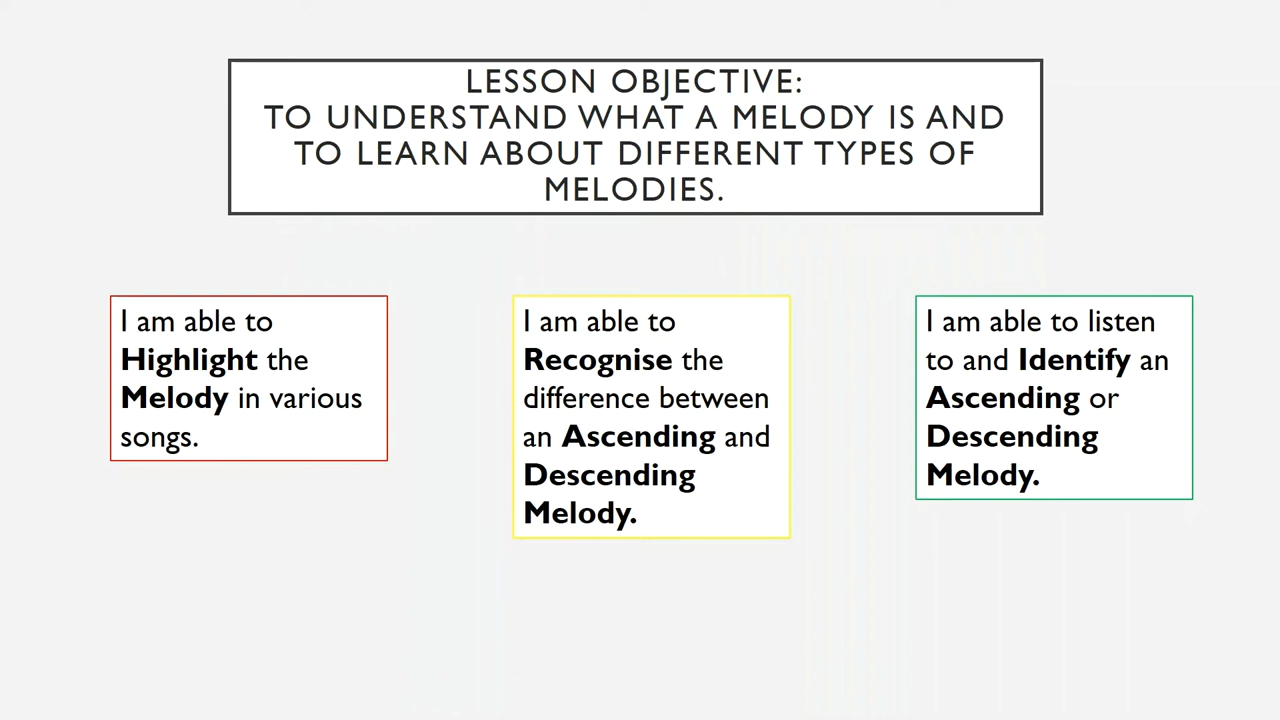 LESSON OBJECTIVE:
TO UNDERSTAND WHAT A MELODY IS AND
TO LEARN ABOUT DIFFERENT TYPES OF
MELODIES.
I am able to
Highlight the
Melody in various
songs.
I am able to
Recognise the
difference between
an Ascending and
Descending
Melody.
I am able to listen
to and Identify an
Ascending or
Descending
Melody.